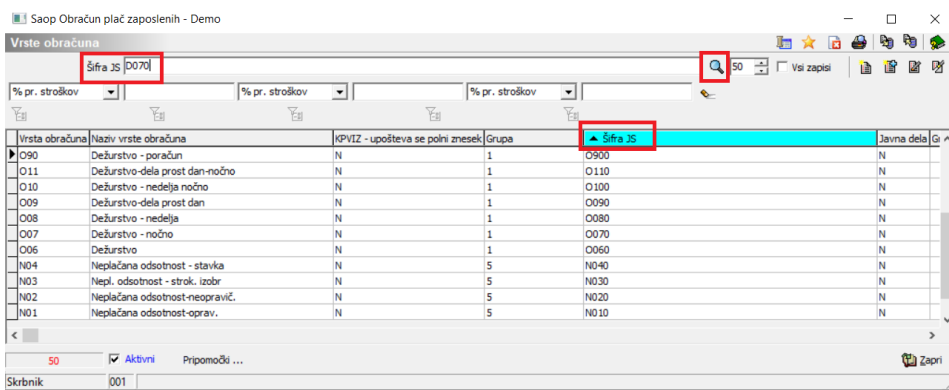 Saop Obračun plač zaposlenih - Demo
Vrste obračuna
Šifra JS D070 50 Vsi zapisi
% pr. stroškov % pr. stroškov % pr. stroškov
Vrsta obračuna Naziv vrste obračuna KPVIZ - upošteva se polni znesek Grupa Šifra JS Javna dela Gr
O90 Dežurstvo - poračun N 1 O900 N
O11 Dežurstvo-dela prost dan-nočno N 1 O110 N
O10 Dežurstvo - nedelja nočno N 1 O100 N
O09 Dežurstvo-dela prost dan N 1 O090 N
O08 Dežurstvo - nedelja N 1 O080 N
O07 Dežurstvo - nočno N 1 O070 N
O06 Dežurstvo N 1 O060 N
N04 Neplačana odsotnost - stavka N 5 N040 N
N03 Nepl. odsotnost - strok. izobr N 5 N030 N
N02 Neplačana odsotnost-neopravič. N 5 N020 N
N01 Neplačana odsotnost-oprav. N 5 N010 N
50 Aktivni Pripomočki ... Zapri
Skrbnik 001